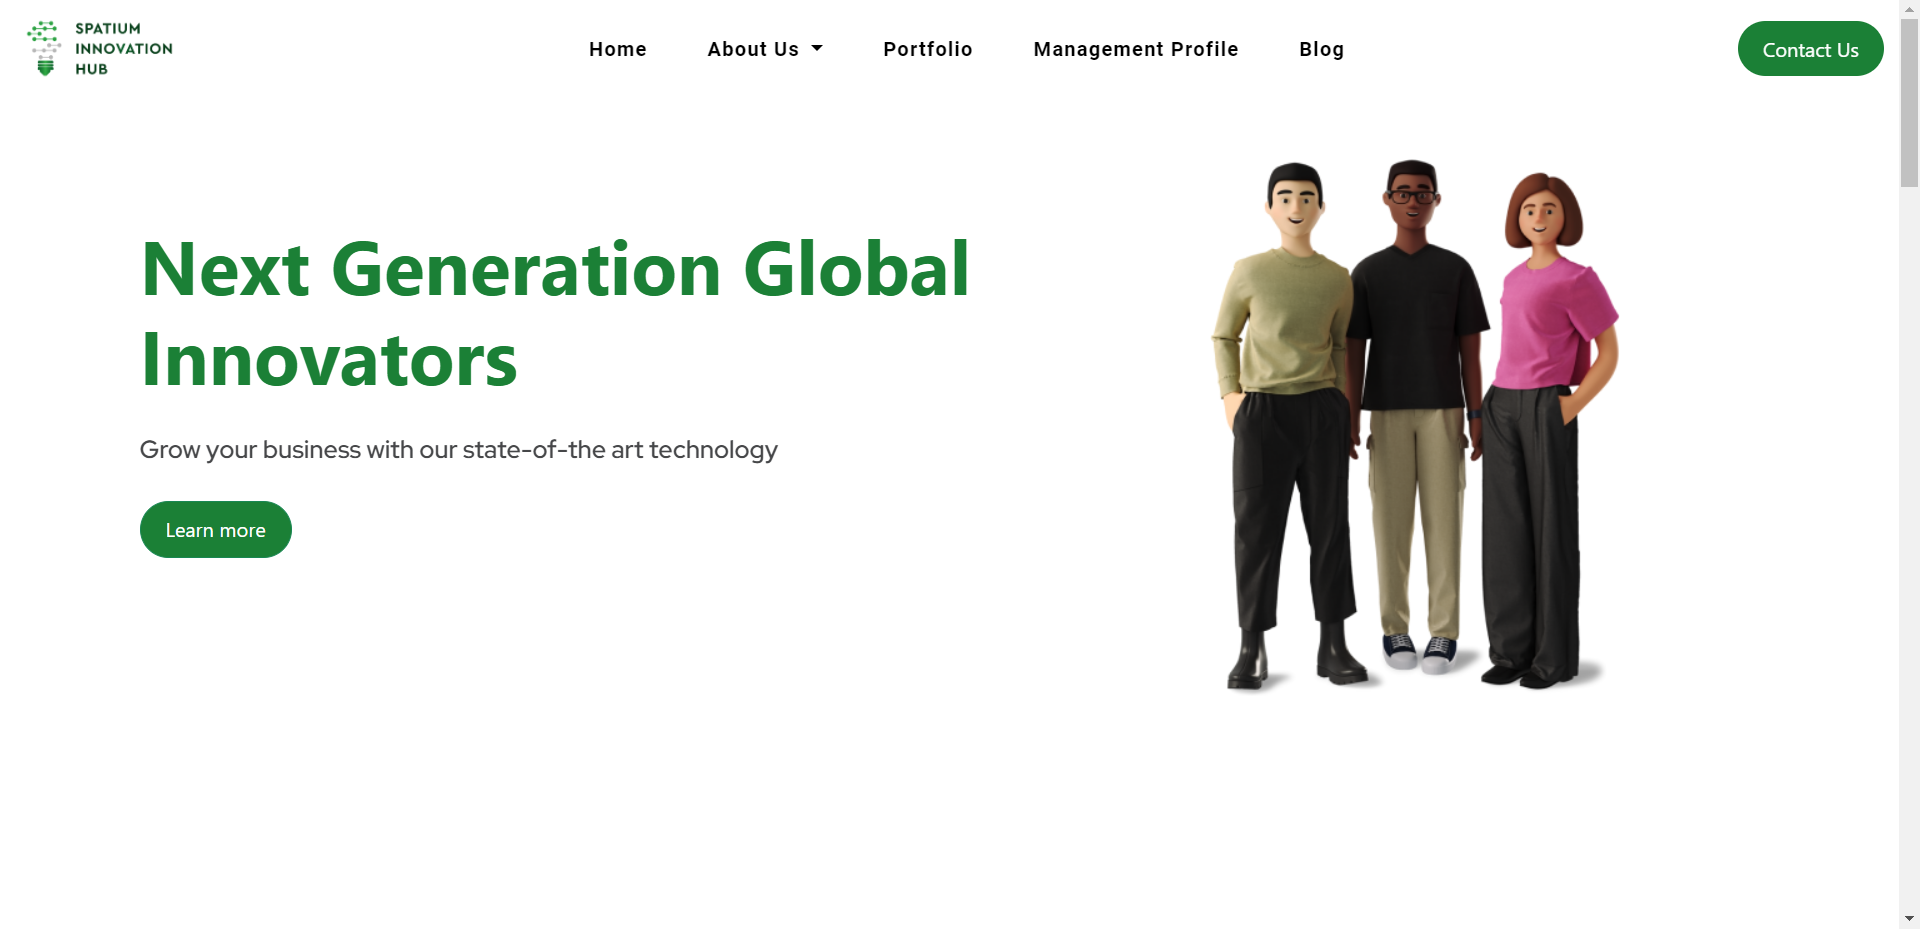 SPATIUM
INNOVATION
HUB
Home
About Us
Portfolio
Management Profile
Blog
Contact Us
Next Generation Global
Innovators
Grow your business with our state-of-the art technology
Learn more